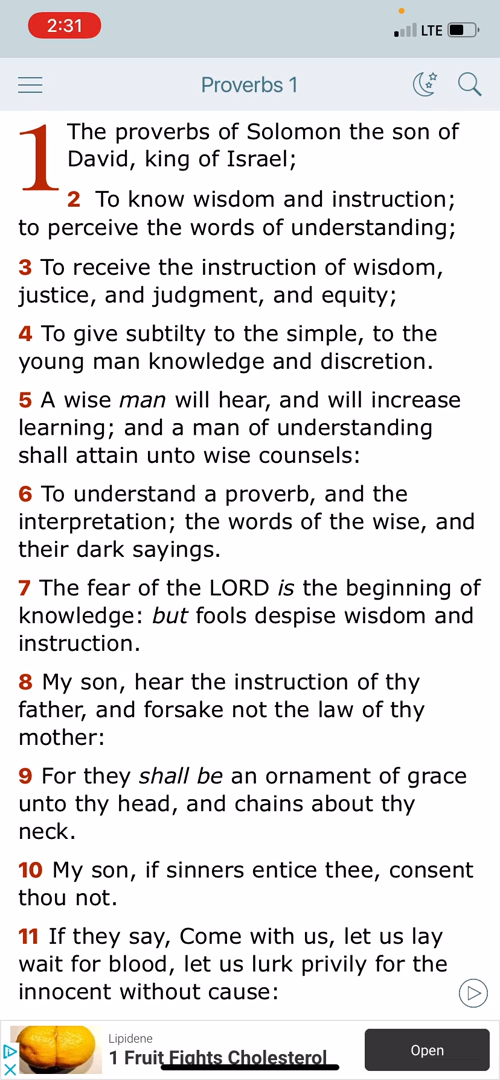 2:31
LTE
Proverbs 1
1 The proverbs of Solomon the son of
David, king of Israel;
2 To know wisdom and instruction;
to perceive the words of understanding;
3 To receive the instruction of wisdom,
justice, and judgment, and equity;
4 To give subtilty to the simple, to the
young man knowledge and discretion.
5 A wise man will hear, and will increase
learning; and a man of understanding
shall attain unto wise counsels:
6 To understand a proverb, and the
interpretation; the words of the wise, and
their dark sayings.
7 The fear of the LORD is the beginning of
knowledge: but fools despise wisdom and
instruction.
8 My son, hear the instruction of thy
father, and forsake not the law of thy
mother:
9 For they shall be an ornament of grace
unto thy head, and chains about thy
neck.
10 My son, if sinners entice thee, consent
thou not.
11 If they say, Come with us, let us lay
wait for blood, let us lurk privily for the
innocent without cause:
Lipidene
1 Fruit Fights Cholesterol
Open